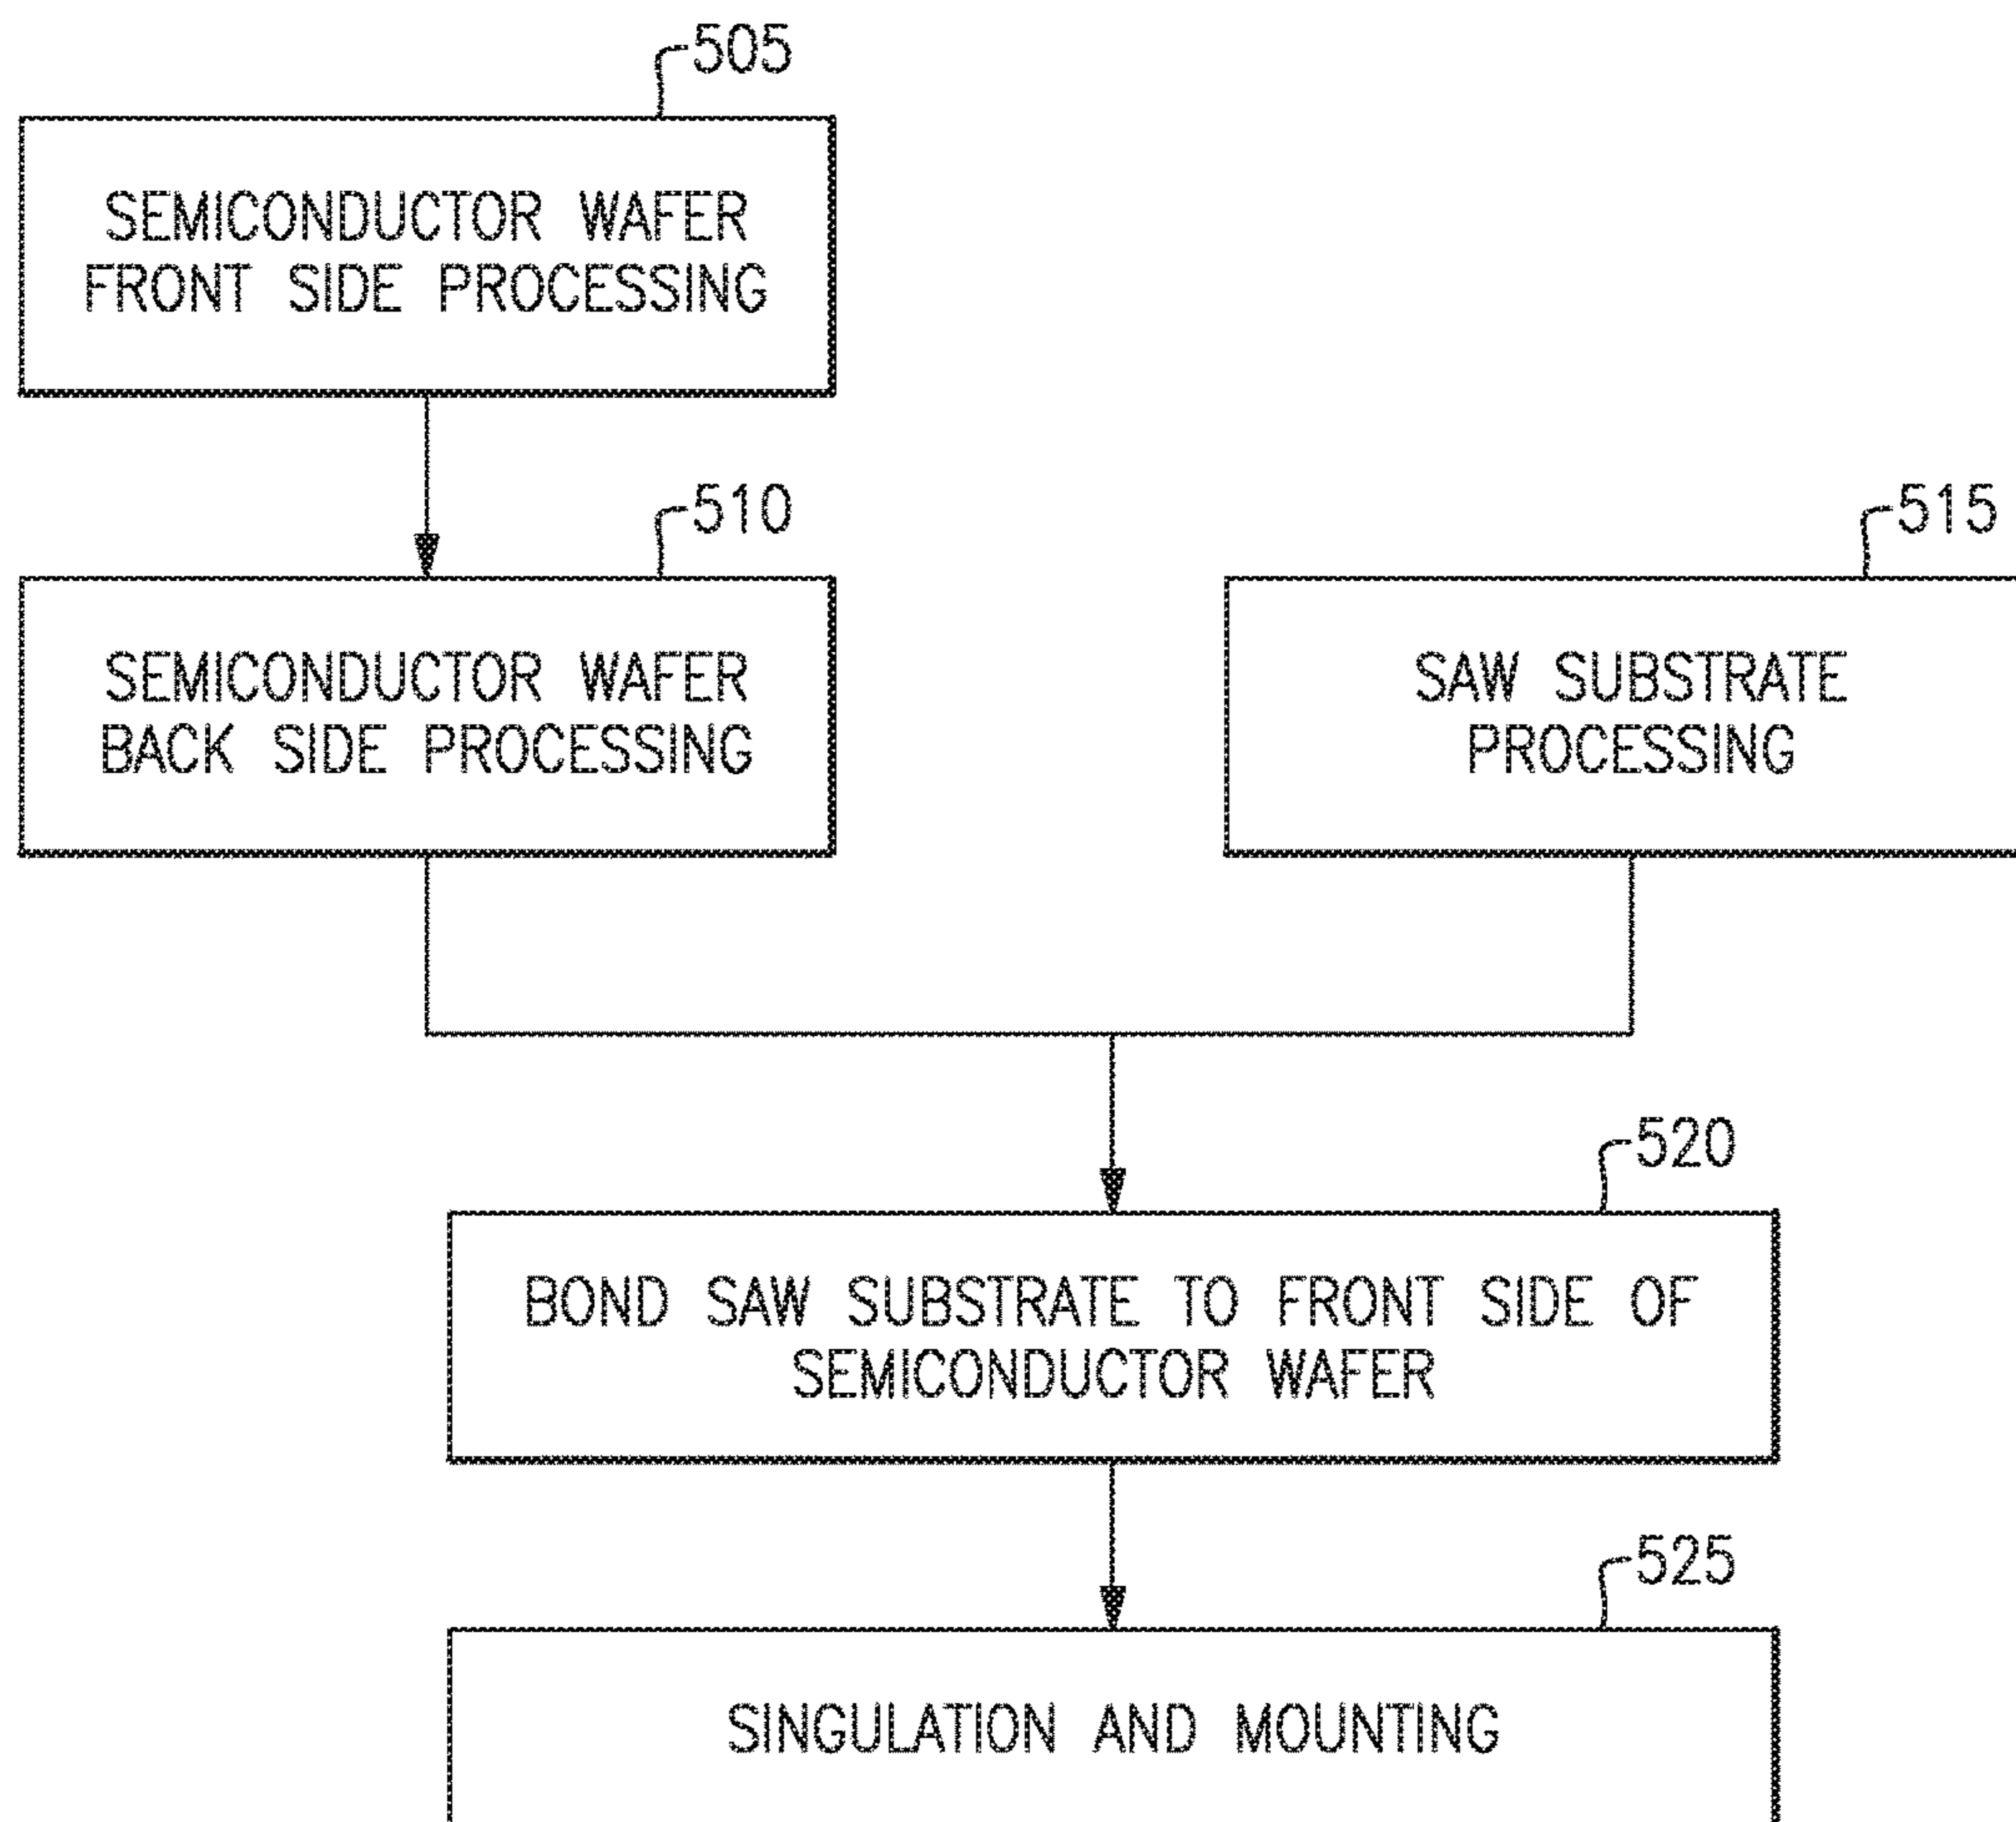 505
SEMICONDUCTOR WAFER
FRONT SIDE PROCESSING
510
SEMICONDUCTOR WAFER
BACK SIDE PROCESSING
515
SAW SUBSTRATE
PROCESSING
520
BOND SAW SUBSTRATE TO FRONT SIDE OF
SEMICONDUCTOR WAFER
525
SINGULATION AND MOUNTING